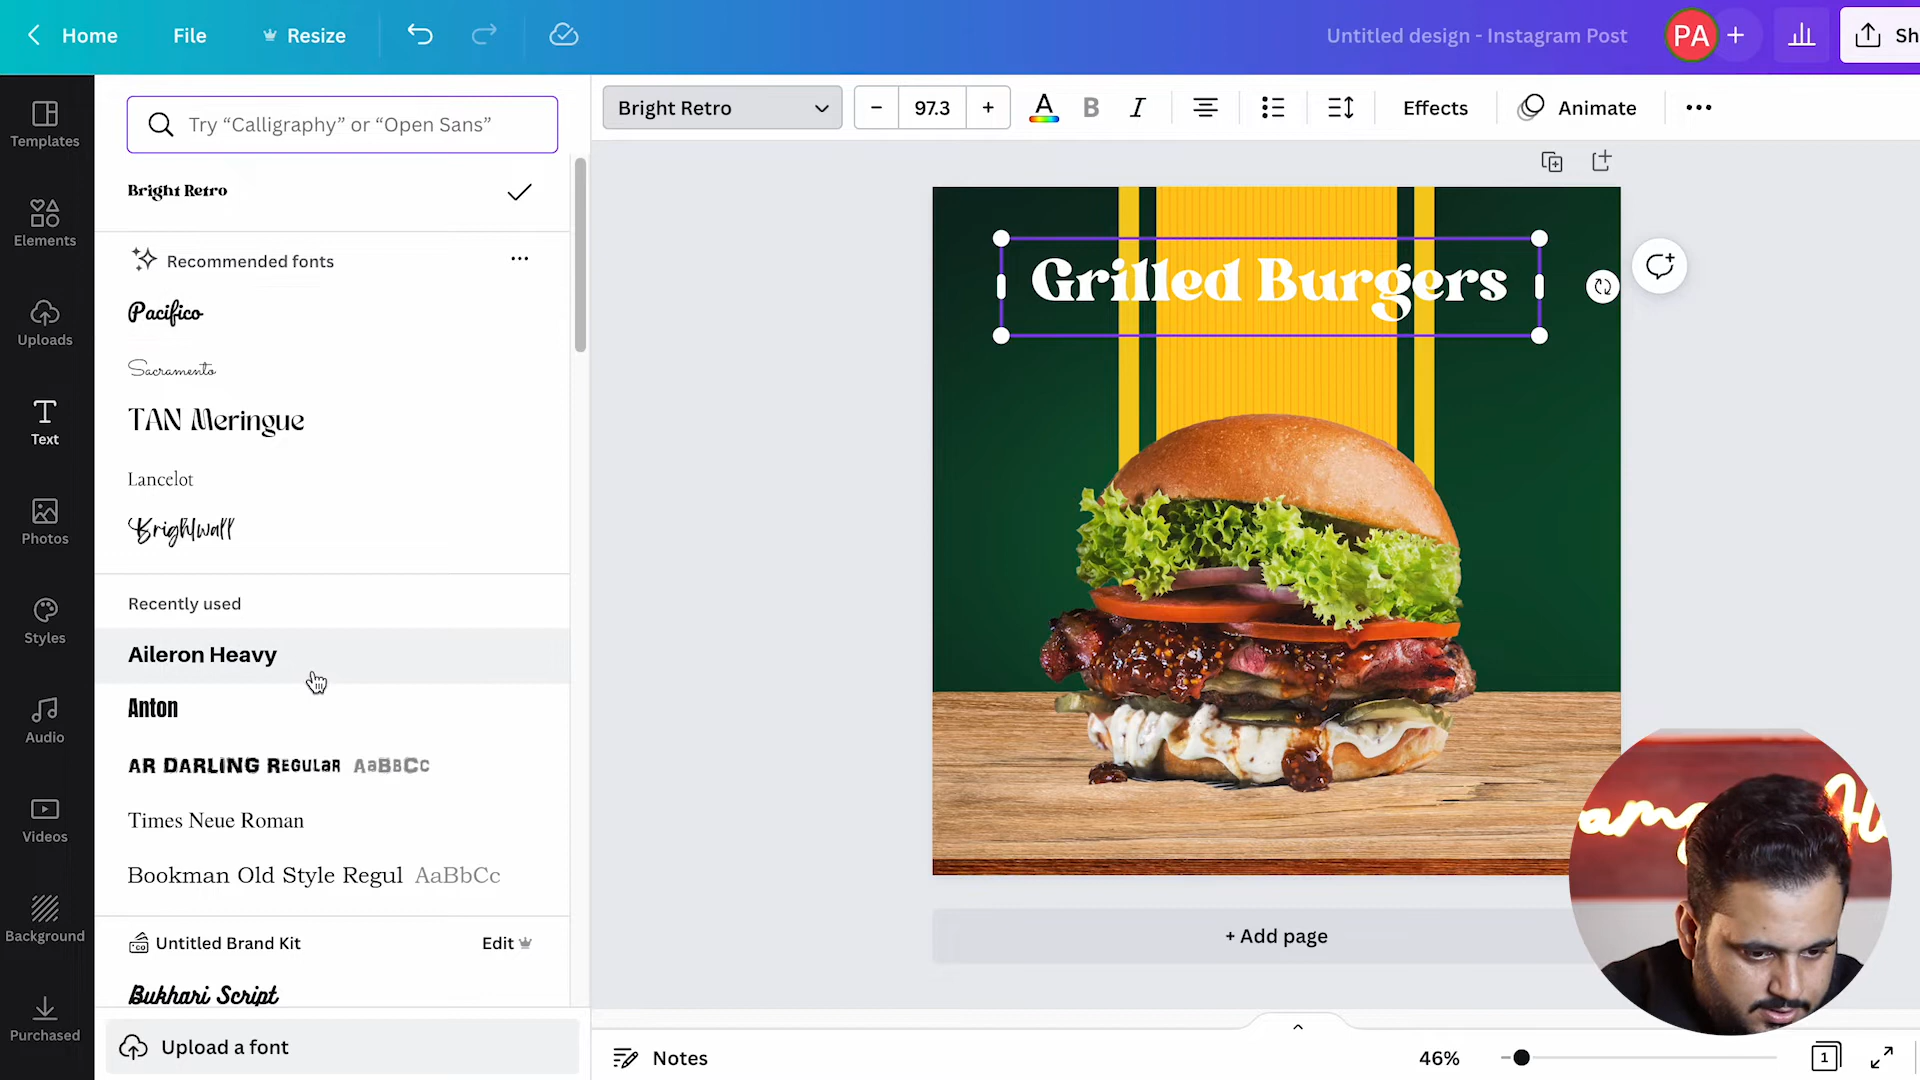 Home
File
Resize
Untitled design - Instagram Post
PA
Sh
Templates
Elements
Uploads
Text
Photos
Styles
Audio
Videos
Background
Purchased
Try “Calligraphy” or “Open Sans”
Bright Retro
Recommended fonts
Pacifico
Sacramento
TAN Meringue
Lancelot
Brightwall
Recently used
Aileron Heavy
Anton
AR DARLING REGULAR AaBbCc
Times Neue Roman
Bookman Old Style Regul AaBbCc
Untitled Brand Kit
Edit
Bukhari Script
Upload a font
Bright Retro
97.3
A
B
I
Effects
Animate
Grilled Burgers
+ Add page
Notes
46%
1